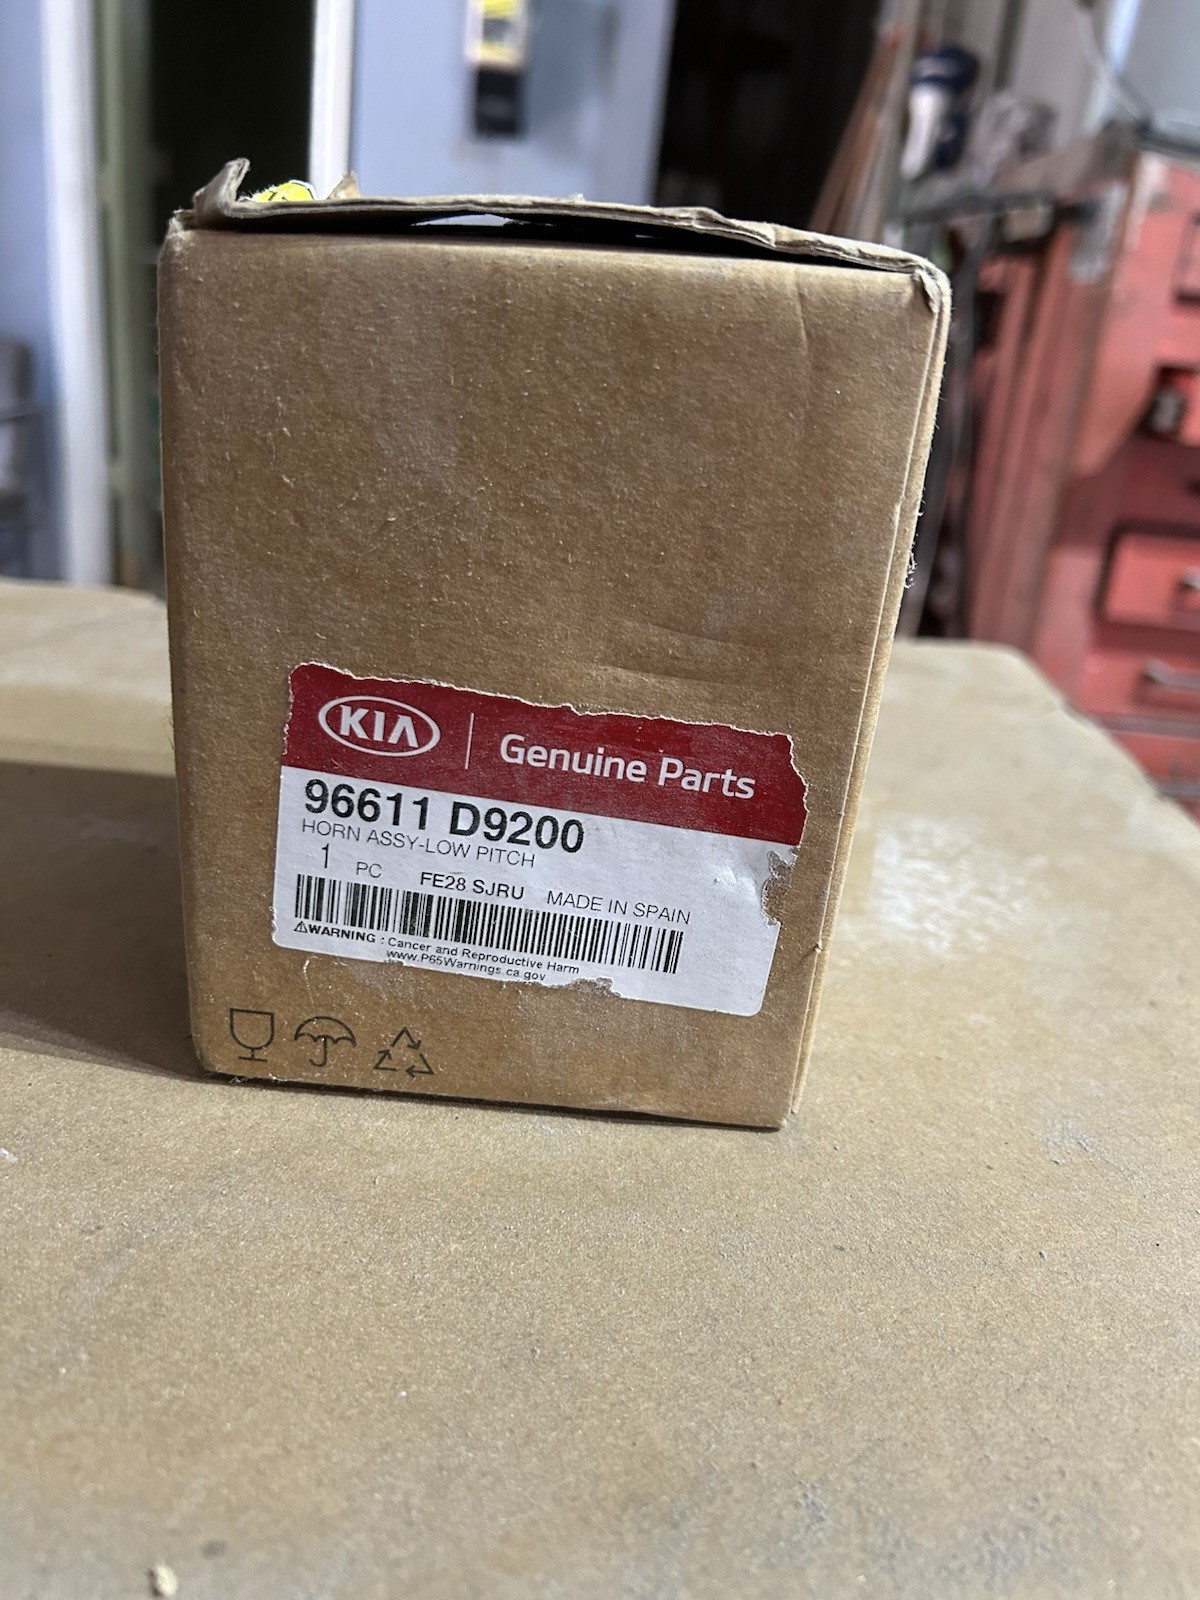 KIA Genuine Parts
96611 D9200
HORN ASSY-LOW PITCH
1 PC FE28 SJRU MADE IN SPAIN
⚠WARNING : Cancer and Reproductive Harm
www.P65Warnings.ca.gov